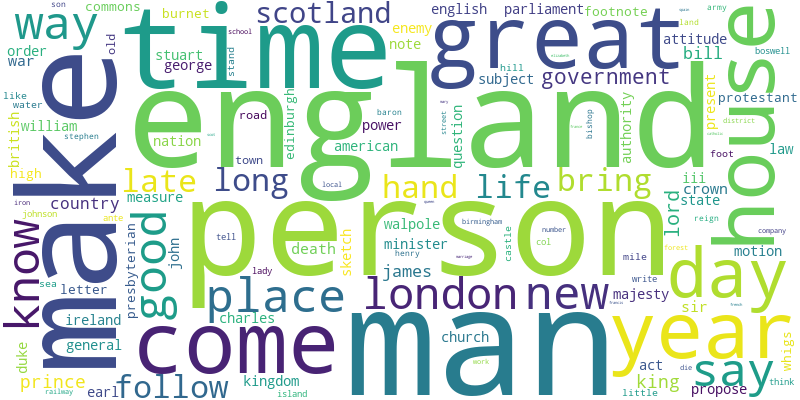 son
commons
burnet
scotland
english
parliament
footnote
spain
land
army
way
time
great
house
order
old
school
enemy
attitude
boswell
war
stuart
stand
note
hill
bill
george
subject
government
like
water
england
british
william
stephen
nation
road
baron
power
edinburgh
american
street
question
bishop
authority
present
protestant
district
law
make
high
town
late
long
local
hand
life
bring
foot
iii
crown
state
iron
johnson
ante
country
measure
person
know
good
presbyterian
john
tell
death
sketch
walpole
birmingham
number
col
lord
reign
company
motion
sea
letter
lady
henry
minister
james
castle
mile
write
majesty
forest
day
sir
place
london
new
ireland
general
charles
come
man
church
year
whigs
duke
prince
earl
railway
follow
kingdom
island
work
act
king
little
die
propose
say
think